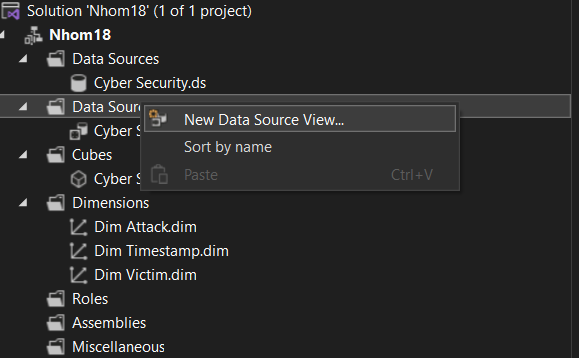 Solution 'Nhom18' (1 of 1 project)
Nhom18
Data Sources
Cyber Security.ds
Data Sour
New Data Source View...
Cyber S
Sort by name
Cubes
Paste Ctrl+V
Cyber S
Dimensions
Dim Attack.dim
Dim Timestamp.dim
Dim Victim.dim
Roles
Assemblies
Miscellaneous